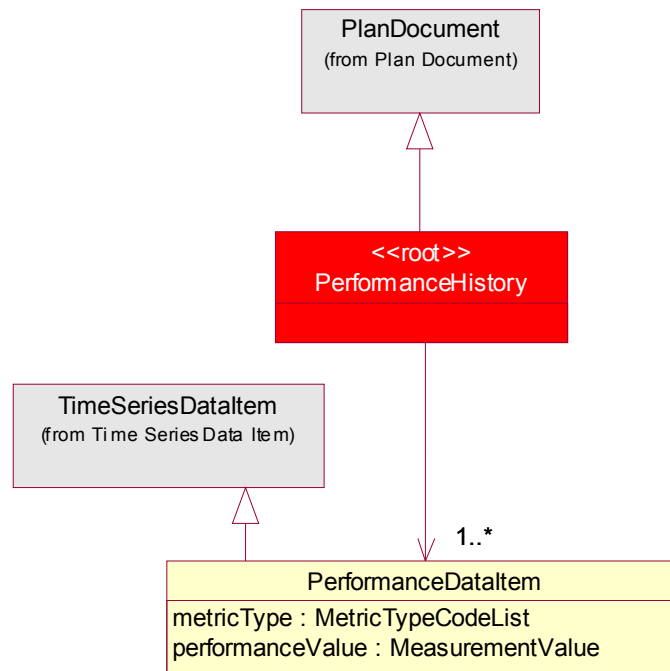 PlanDocument
(from Plan Document)
<<root>>
PerformanceHistory
TimeSeriesDataItem
(from Time Series Data Item)
1..*
PerformanceDataItem
metricType : MetricTypeCodeList
performanceValue : MeasurementValue